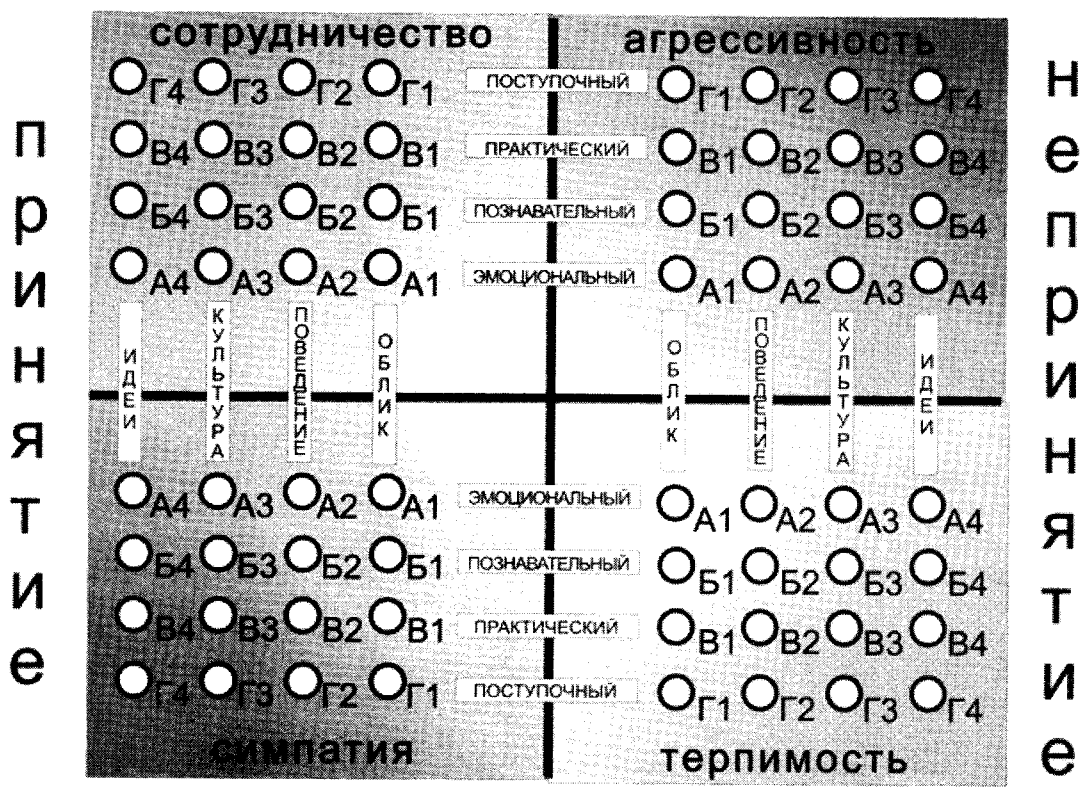 принятие
сотрудничество агрессивность
Г4 Г3 Г2 Г1 ПОСТУПОЧНЫЙ Г1 Г2 Г3 Г4
В4 В3 В2 В1 ПРАКТИЧЕСКИЙ В1 В2 В3 В4
Б4 Б3 Б2 Б1 ПОЗНАВАТЕЛЬНЫЙ Б1 Б2 Б3 Б4
А4 А3 А2 А1 ЭМОЦИОНАЛЬНЫЙ А1 А2 А3 А4
ИДЕИ КУЛЬТУРА ПОВЕДЕНИЕ ОБЛИК ОБЛИК ПОВЕДЕНИЕ КУЛЬТУРА ИДЕИ
А4 А3 А2 А1 ЭМОЦИОНАЛЬНЫЙ А1 А2 А3 А4
Б4 Б3 Б2 Б1 ПОЗНАВАТЕЛЬНЫЙ Б1 Б2 Б3 Б4
В4 В3 В2 В1 ПРАКТИЧЕСКИЙ В1 В2 В3 В4
Г4 Г3 Г2 Г1 ПОСТУПОЧНЫЙ Г1 Г2 Г3 Г4
симпатия терпимость
непринятие